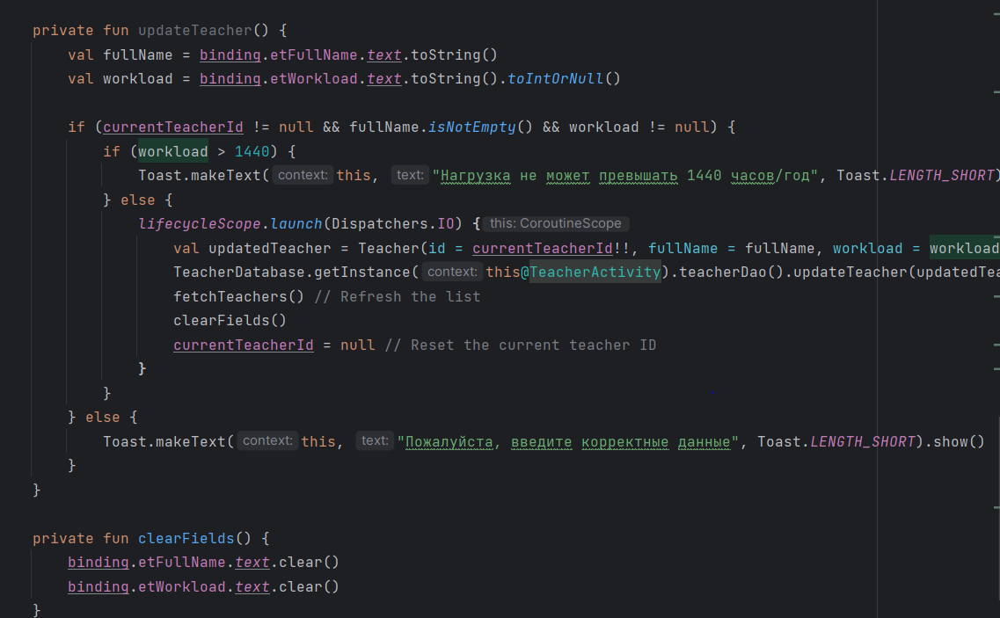 private fun updateTeacher() {
val fullName = binding.etFullName.text.toString()
val workload = binding.etWorkload.text.toString().toIntOrNull()
if (currentTeacherId != null && fullName.isNotEmpty() && workload != null) {
if (workload > 1440) {
Toast.makeText( context: this, text: "Нагрузка не может превышать 1440 часов/год", Toast.LENGTH_SHORT)
} else {
lifecycleScope.launch(Dispatchers.IO) { this: CoroutineScope
val updatedTeacher = Teacher(id = currentTeacherId!!, fullName = fullName, workload = workload
TeacherDatabase.getInstance( context: this@TeacherActivity).teacherDao().updateTeacher(updatedTea
fetchTeachers() // Refresh the list
clearFields()
currentTeacherId = null // Reset the current teacher ID
}
}
} else {
Toast.makeText( context: this, text: "Пожалуйста, введите корректные данные", Toast.LENGTH_SHORT).show()
}
}
private fun clearFields() {
binding.etFullName.text.clear()
binding.etWorkload.text.clear()
}